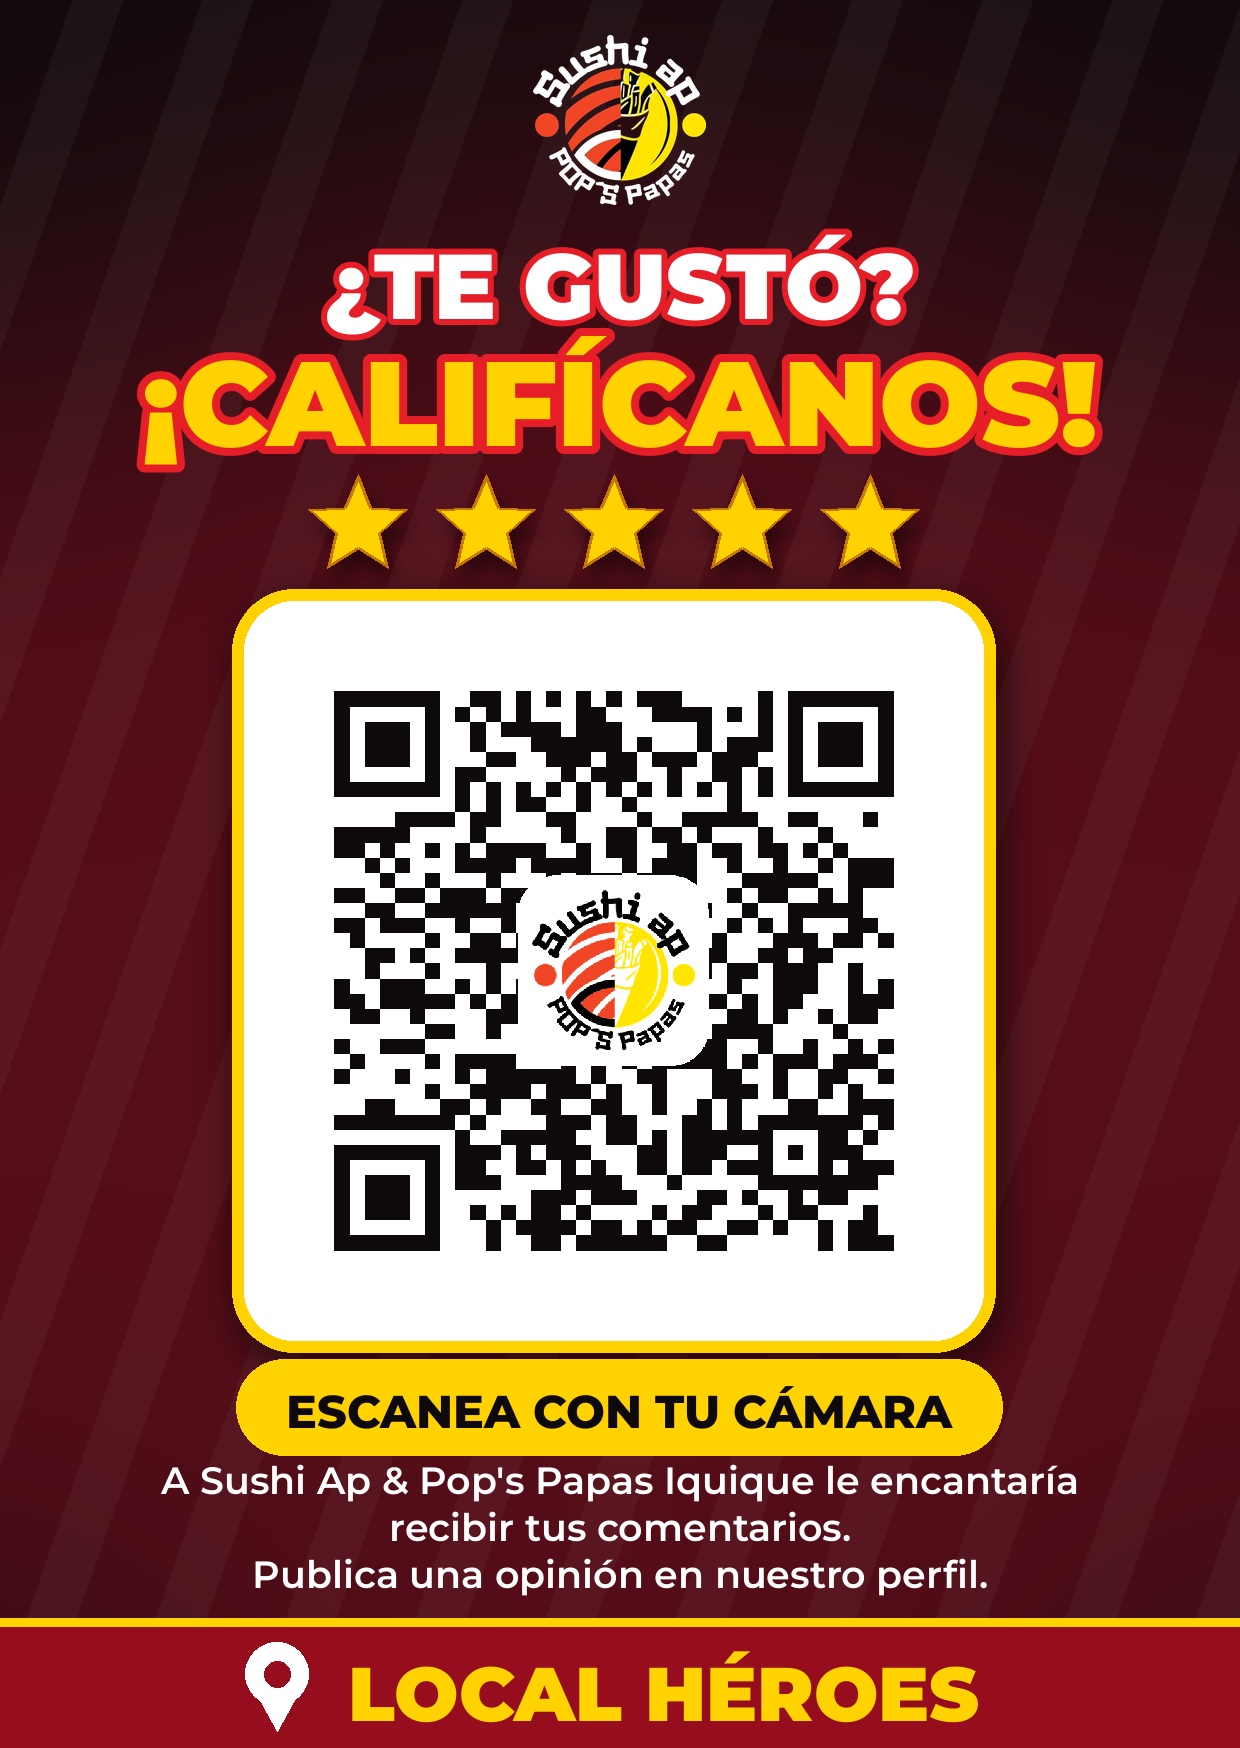 Sushi ap
POP'S Papas
¿TE GUSTÓ?
¡CALIFÍCANOS!
Sushi ap
POP'S Papas
ESCANEA CON TU CÁMARA
A Sushi Ap & Pop's Papas Iquique le encantaría
recibir tus comentarios.
Publica una opinión en nuestro perfil.
LOCAL HÉROES